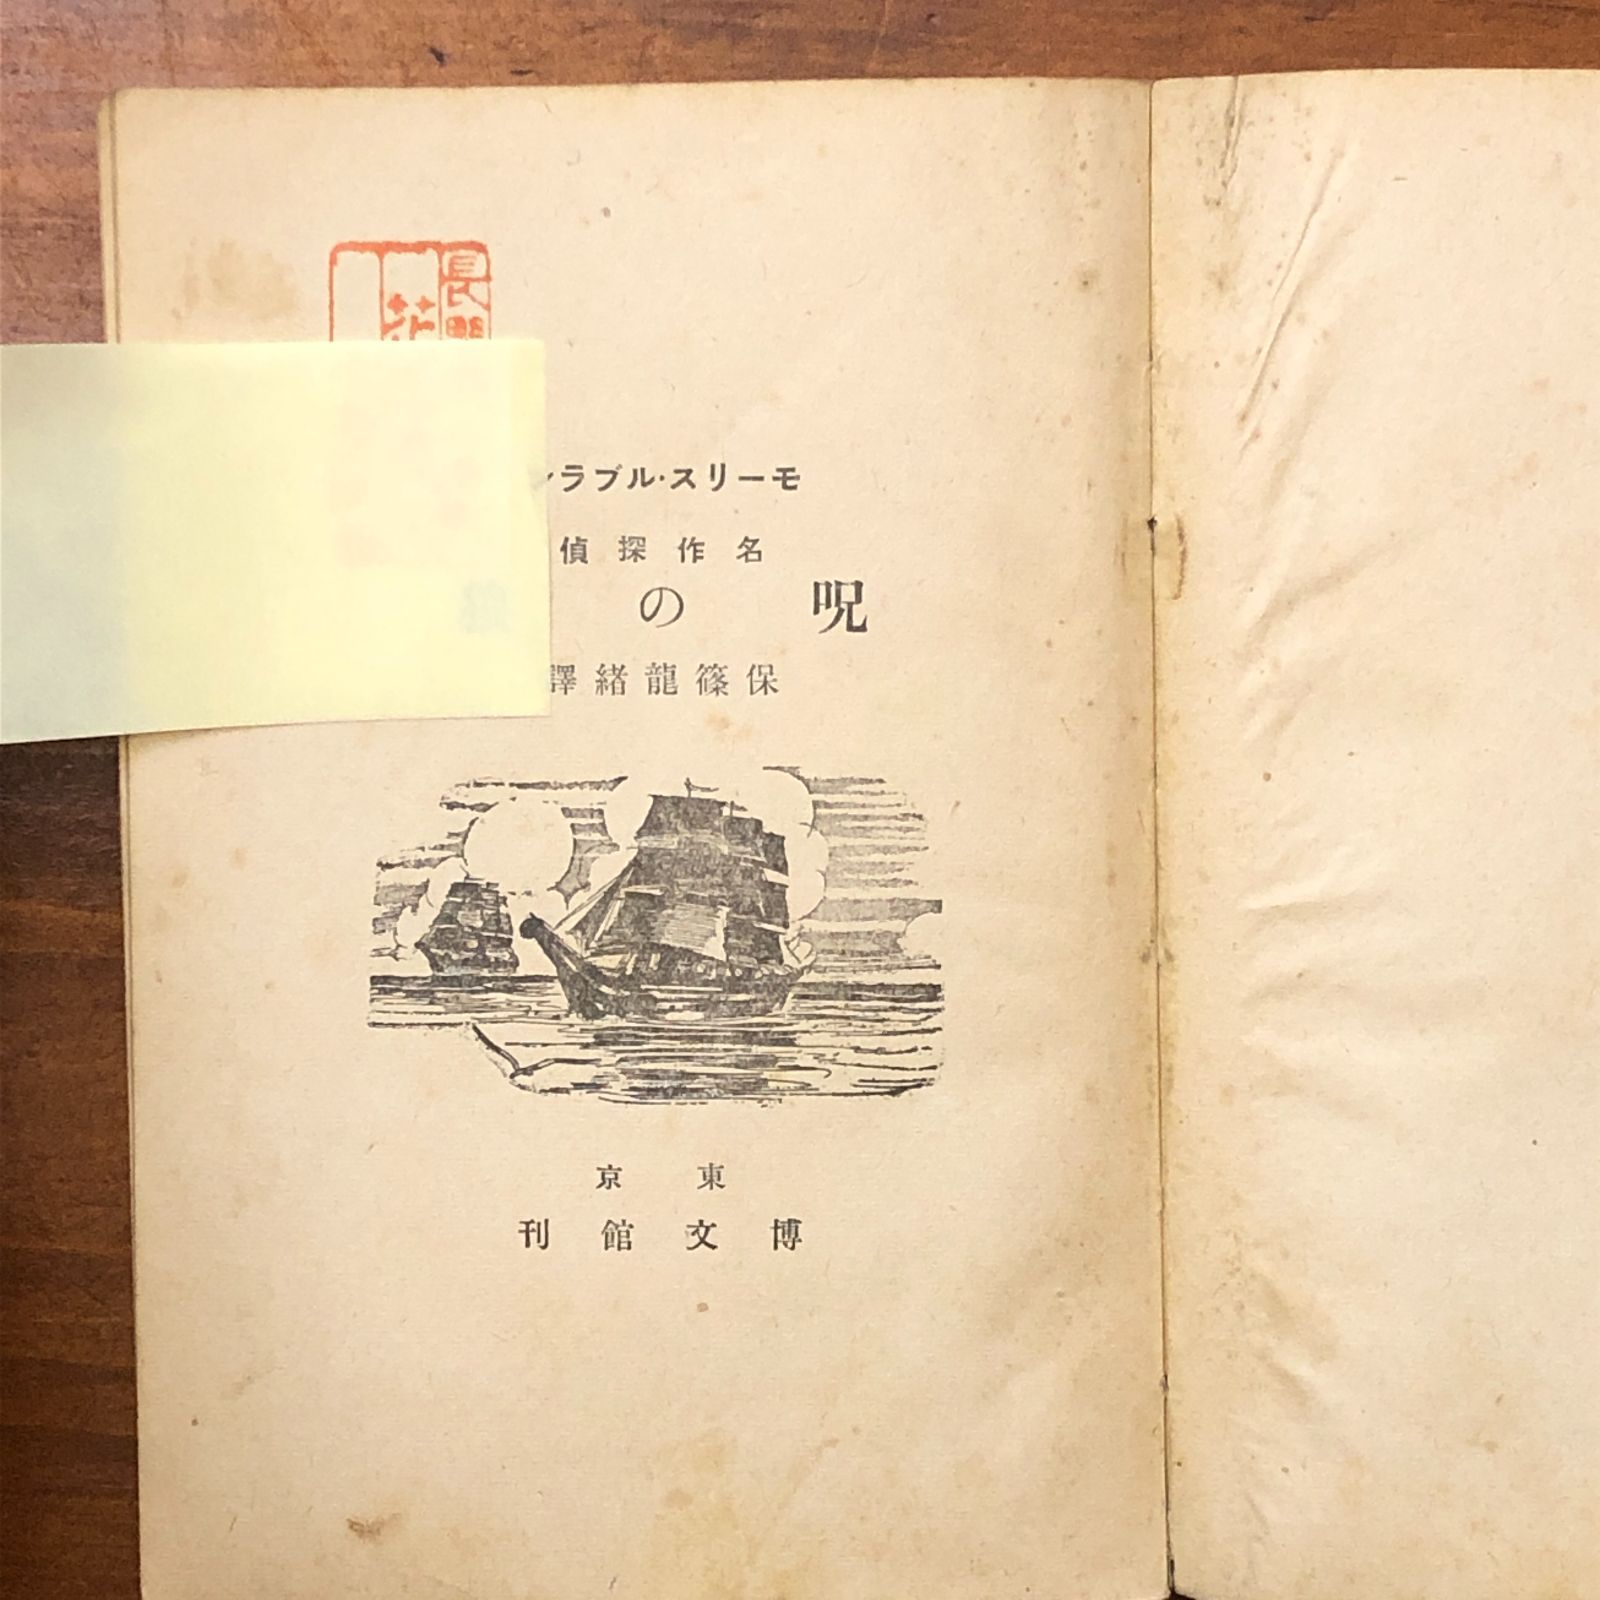 モーリス・ルブラン
名作探偵
呪の
保篠龍緒譯
東京
博文館刊